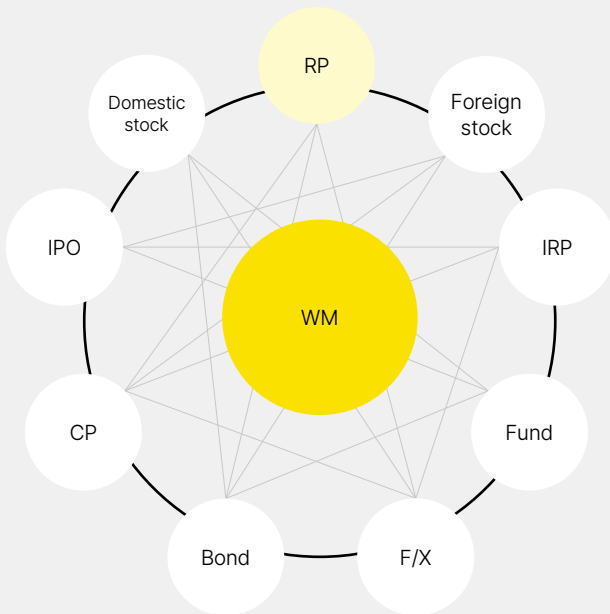 RP
Domestic
stock
Foreign
stock
IPO
IRP
WM
CP
Fund
Bond
F/X